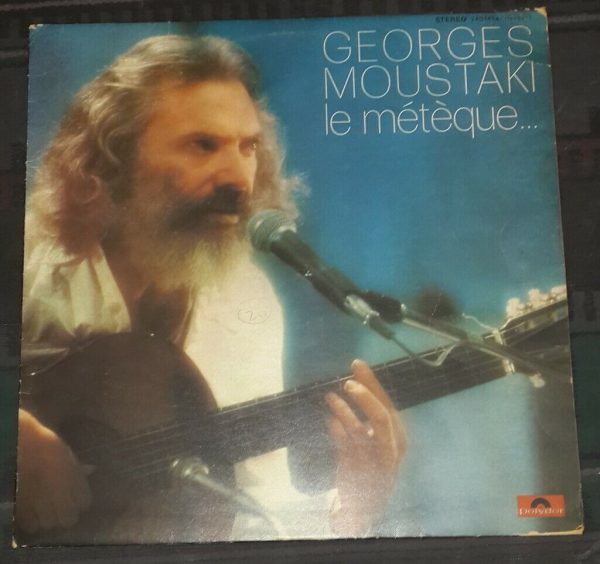 STEREO
GEORGES
MOUSTAKI
le métèque...
polydor